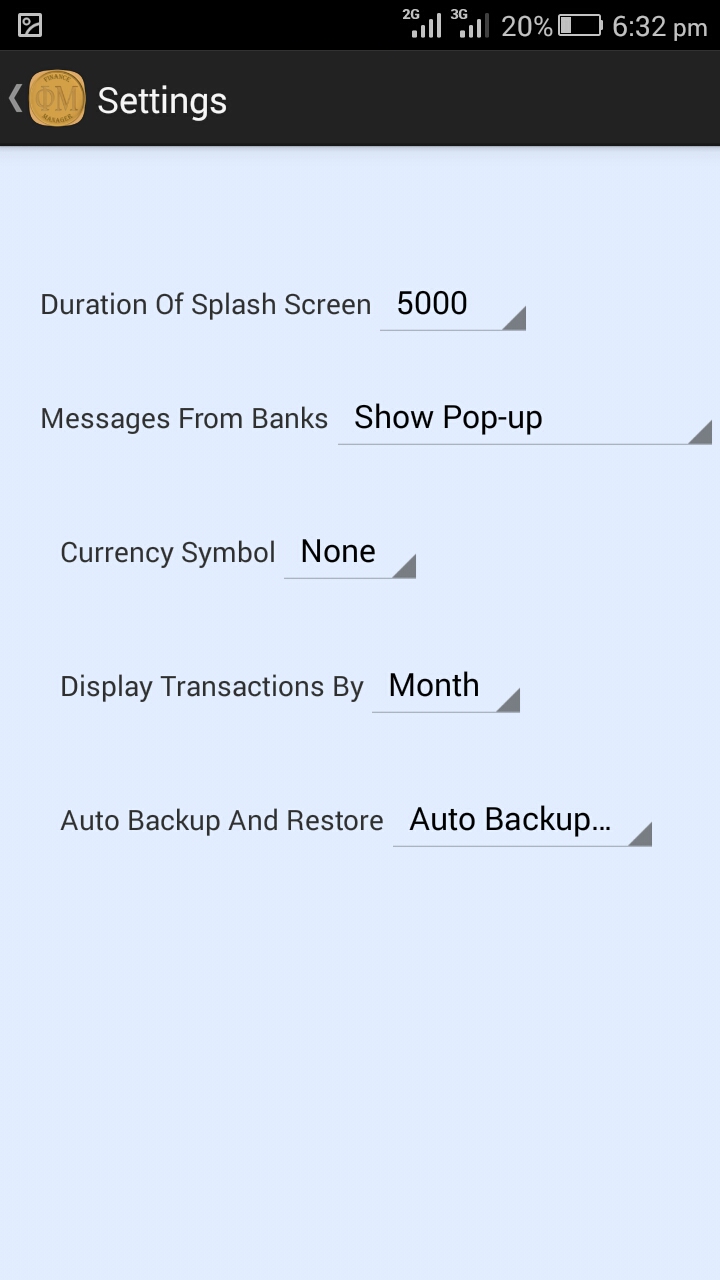 2G 3G 20% 6:32 pm
FINANCE
ΦM
MANAGER
Settings
Duration Of Splash Screen 5000
Messages From Banks Show Pop-up
Currency Symbol None
Display Transactions By Month
Auto Backup And Restore Auto Backup...